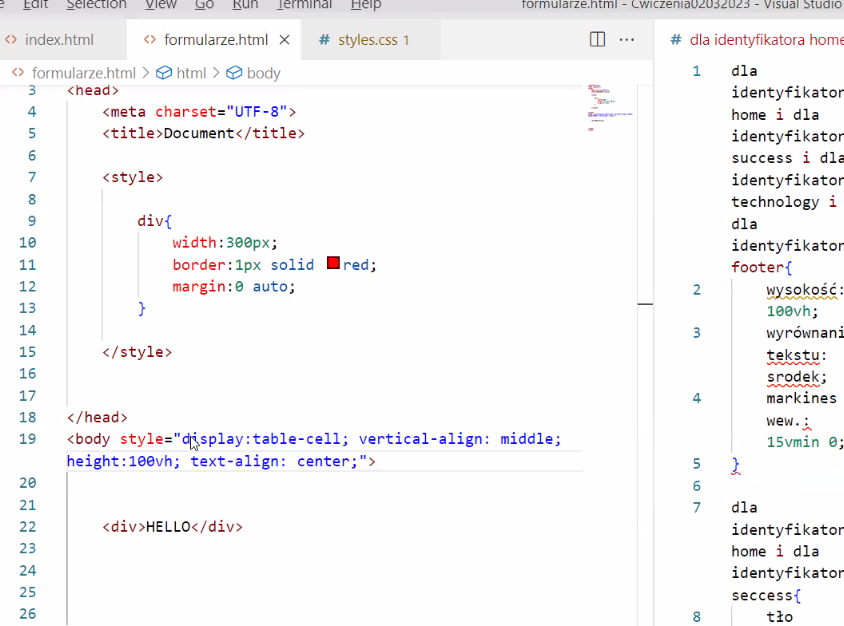 Edit Selection View Go Run Terminal Help formularze.html - Cwiczenia02032023 - Visual Studio
<> index.html <> formularze.html × # styles.css 1 ··· # dla identyfikatora home
<> formularze.html > html > body
3 <head>
4 <meta charset="UTF-8">
5 <title>Document</title>
6
7 <style>
8
9 div{
10 width:300px;
11 border:1px solid red;
12 margin:0 auto;
13 }
14
15 </style>
16
17
18 </head>
19 <body style="display:table-cell; vertical-align: middle;
height:100vh; text-align: center;">
20
21
22 <div>HELLO</div>
23
24
25
26
1 dla
identyfikator
home i dla
identyfikator
success i dla
identyfikator
technology i
dla
identyfikator
footer{
2 wysokość:
100vh;
3 wyrównani
tekstu:
srodek;
4 markines
wew.:
15vmin 0;
5 }
6
7 dla
identyfikator
home i dla
identyfikator
seccess{
8 tło